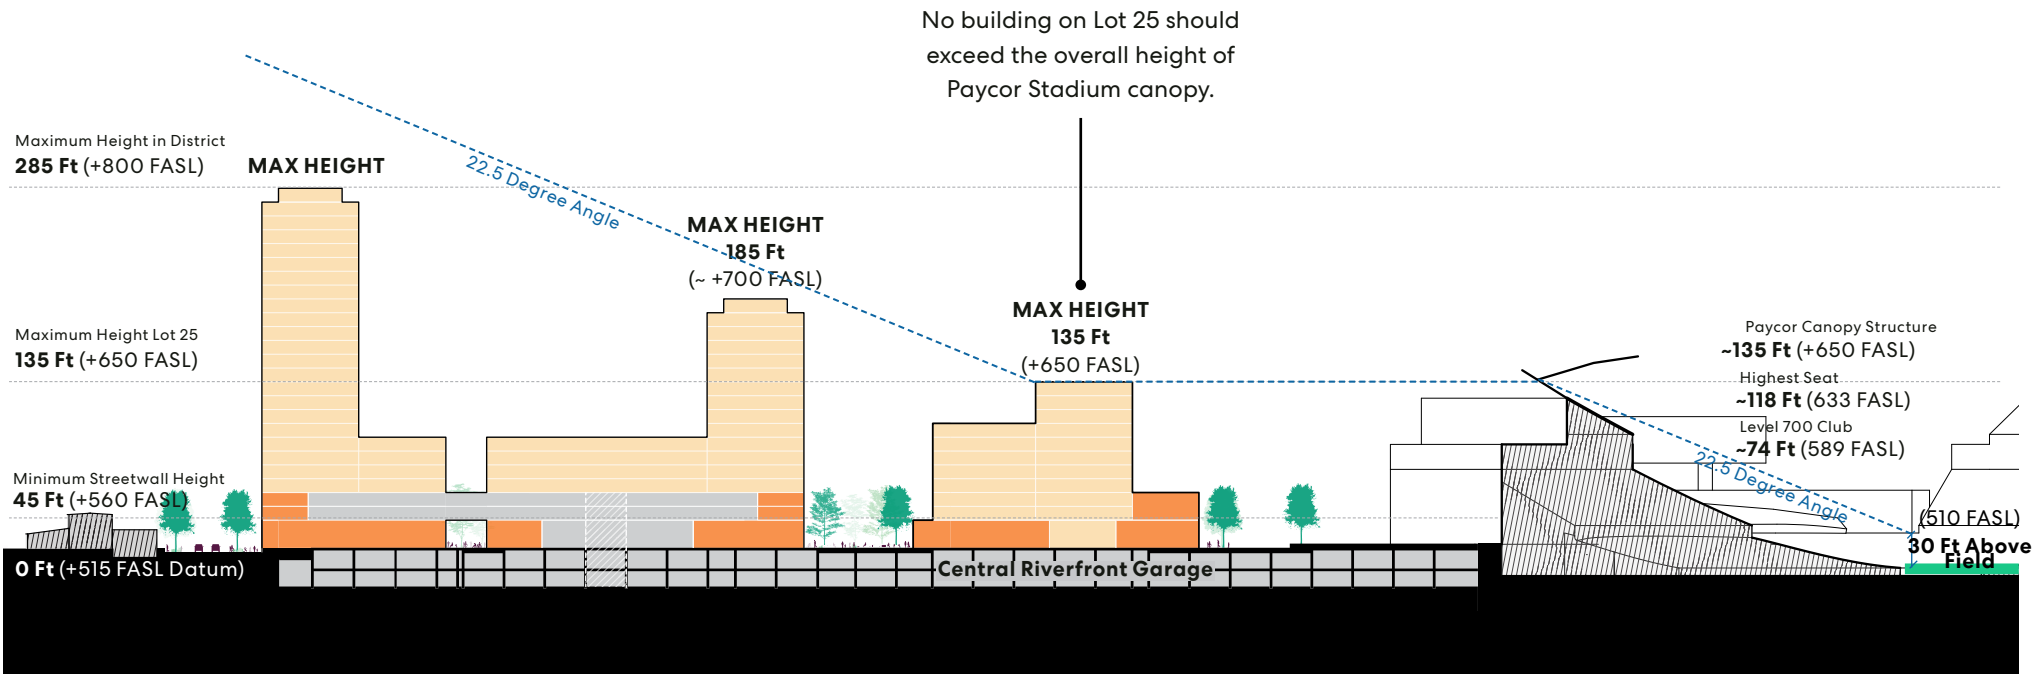 No building on Lot 25 should
exceed the overall height of
Paycor Stadium canopy.
Maximum Height in District
285 Ft (+800 FASL)
MAX HEIGHT
22.5 Degree Angle
MAX HEIGHT
185 Ft
(~ +700 FASL)
Maximum Height Lot 25
135 Ft (+650 FASL)
MAX HEIGHT
135 Ft
(+650 FASL)
Paycor Canopy Structure
~135 Ft (+650 FASL)
Highest Seat
~118 Ft (633 FASL)
Level 700 Club
~74 Ft (589 FASL)
22.5 Degree Angle
Minimum Streetwall Height
45 Ft (+560 FASL)
(510 FASL)
30 Ft Above
Field
0 Ft (+515 FASL Datum)
Central Riverfront Garage